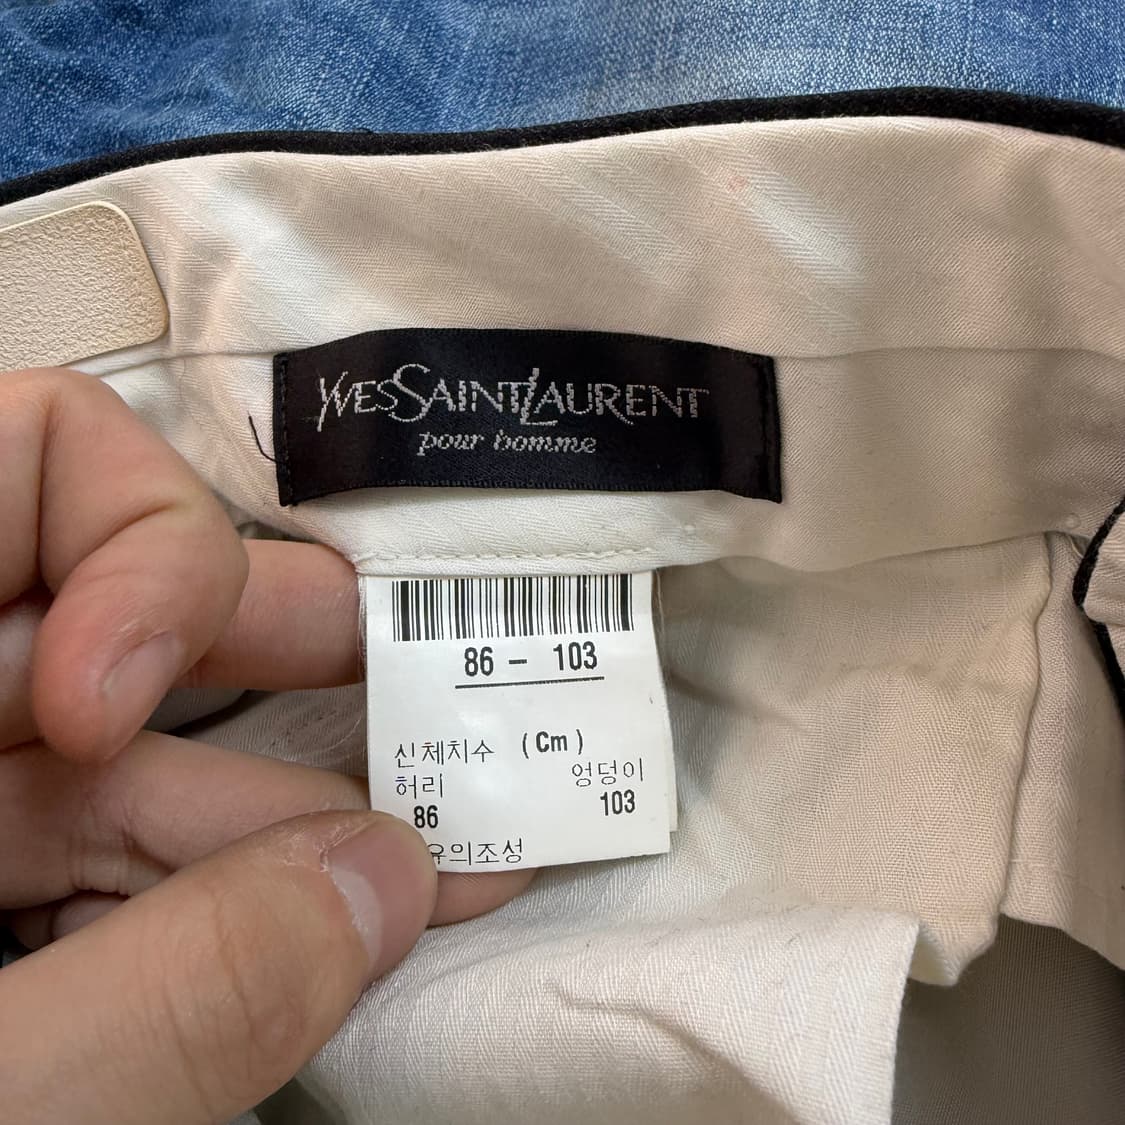 YVES SAINT LAURENT
pour homme
86 - 103
신체치수 (Cm)
허리 엉덩이
86 103
유의조성